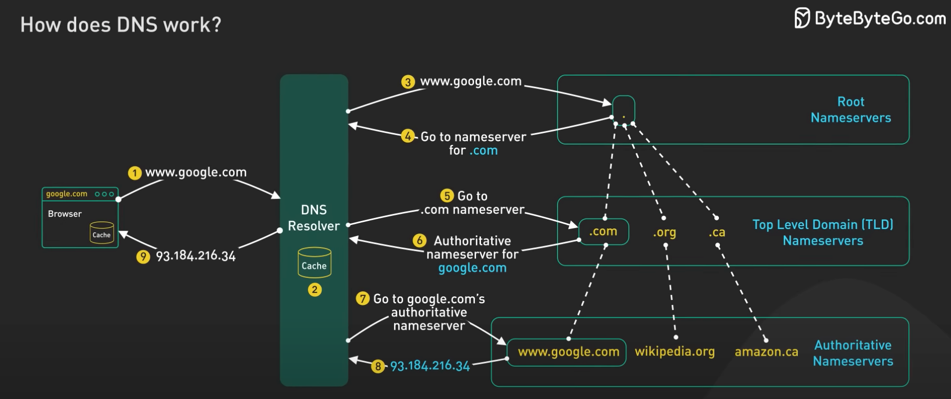 How does DNS work?
ByteByteGo.com
3 www.google.com
Root
Nameservers
.
4 Go to nameserver
for .com
1 www.google.com
google.com
Browser
Cache
9 93.184.216.34
DNS
Resolver
Cache
2
5 Go to
.com nameserver
6 Authoritative
nameserver for
google.com
.com
.org
.ca
Top Level Domain (TLD)
Nameservers
7 Go to google.com's
authoritative
nameserver
8 93.184.216.34
www.google.com
wikipedia.org
amazon.ca
Authoritative
Nameservers